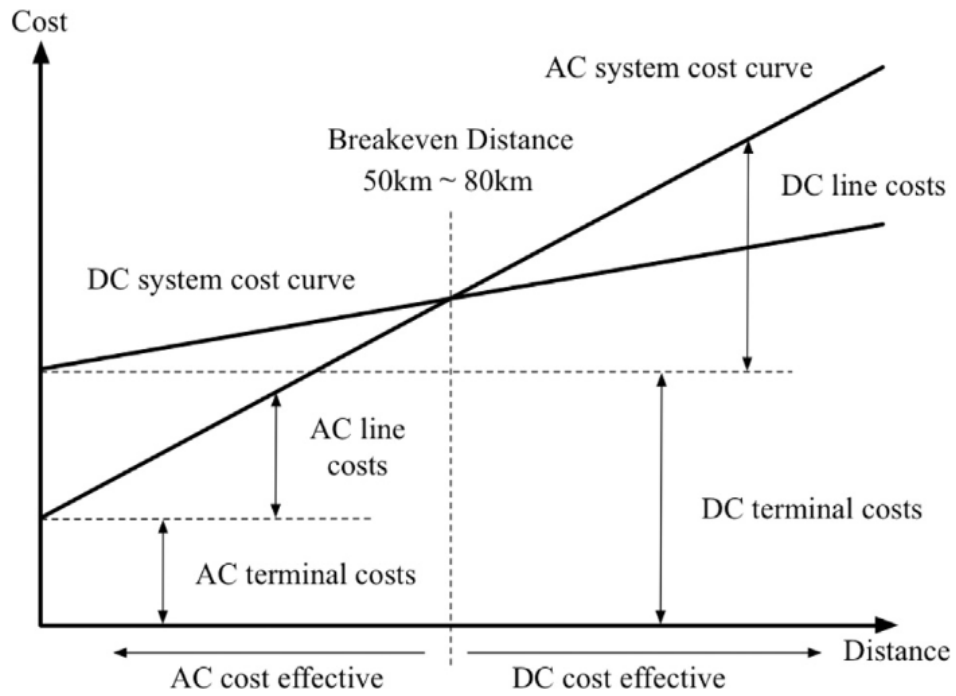 Cost
AC system cost curve
Breakeven Distance
50km ~ 80km
DC line costs
DC system cost curve
AC line
costs
DC terminal costs
AC terminal costs
Distance
AC cost effective
DC cost effective